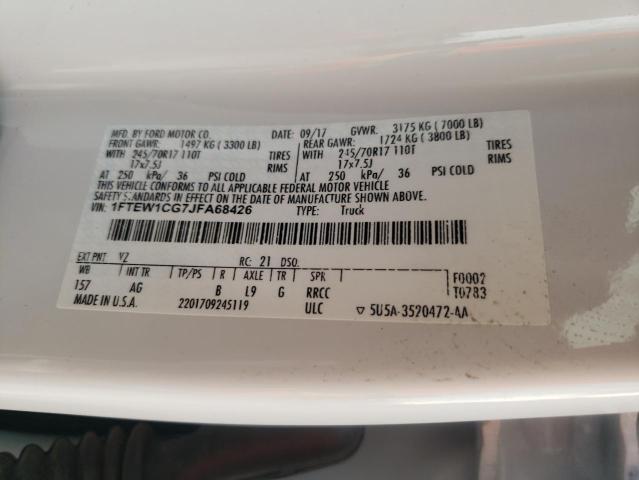 MFD. BY FORD MOTOR CO. DATE: 09/17 GVWR: 3175 KG ( 7000 LB)
FRONT GAWR: 1497 KG ( 3300 LB) REAR GAWR: 1724 KG ( 3800 LB)
WITH 245/70R17 110T TIRES WITH 245/70R17 110T TIRES
17x7.5J RIMS 17x7.5J RIMS
AT 250 kPa/ 36 PSI COLD AT 250 kPa/ 36 PSI COLD
THIS VEHICLE CONFORMS TO ALL APPLICABLE FEDERAL MOTOR VEHICLE
SAFETY STANDARDS IN EFFECT ON THE DATE OF MANUFACTURE SHOWN ABOVE.
VIN: 1FTEW1CG7JFA68426 TYPE: Truck
EXT PNT: YZ RC: 21 DSO:
WB INT TR TP/PS R AXLE TR SPR F0002
157 AG B L9 G RRCC T0783
MADE IN U.S.A. 2201709245119 ULC ▽ 5U5A-3520472-AA